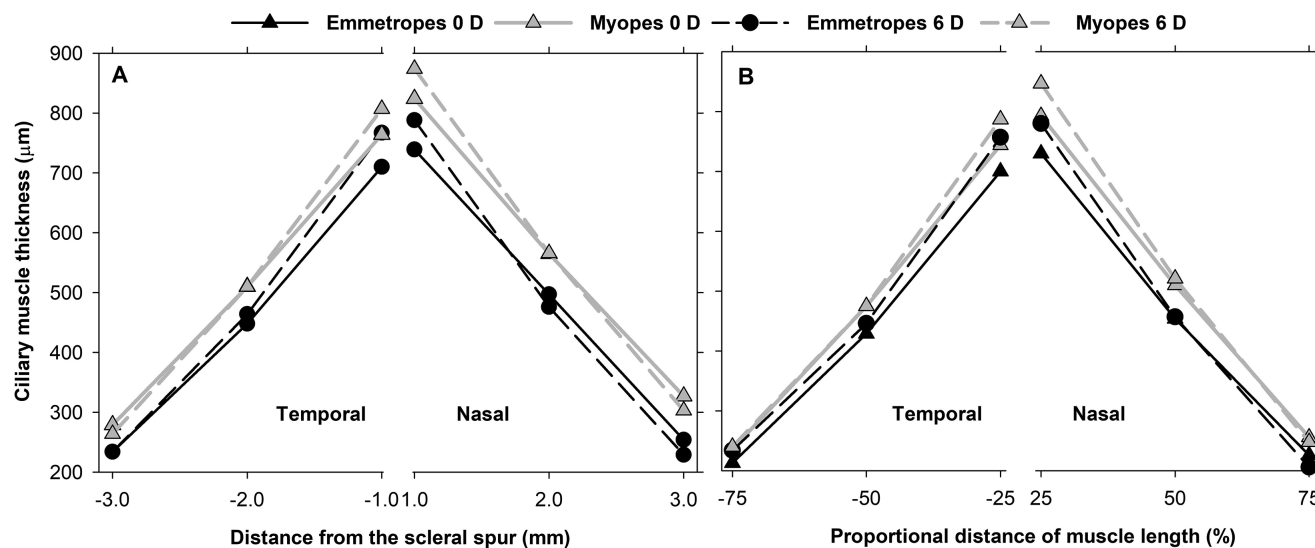 Emmetropes 0 D Myopes 0 D Emmetropes 6 D Myopes 6 D
A
B
Ciliary muscle thickness (μm)
900
800
700
600
500
400
300
200
Temporal Nasal
Temporal Nasal
-3.0 -2.0 -1.0 1.0 2.0 3.0
-75 -50 -25 25 50 75
Distance from the scleral spur (mm)
Proportional distance of muscle length (%)